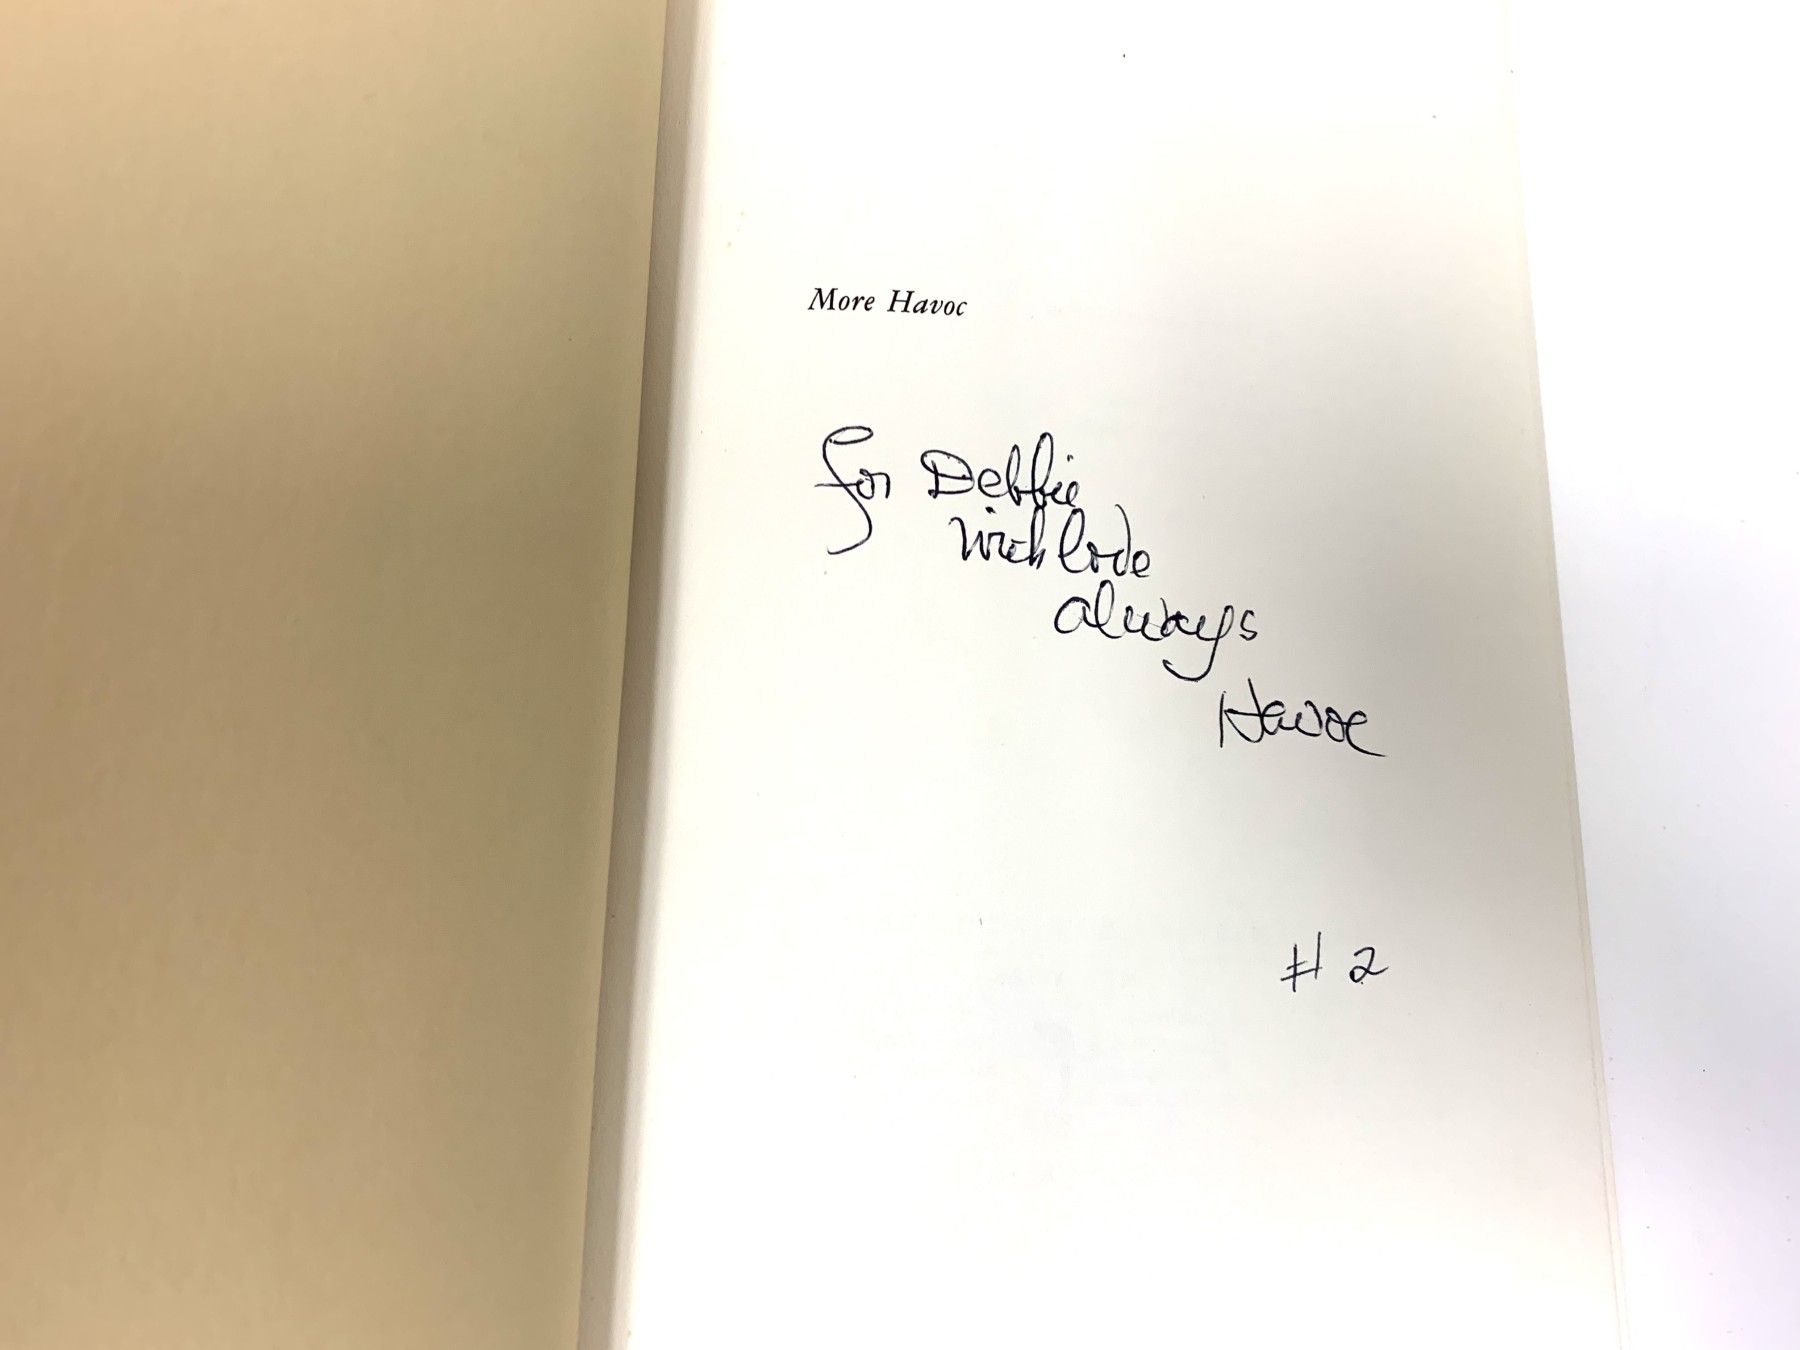 More Havoc
for Debbie
with love
always
Havoc
# 2